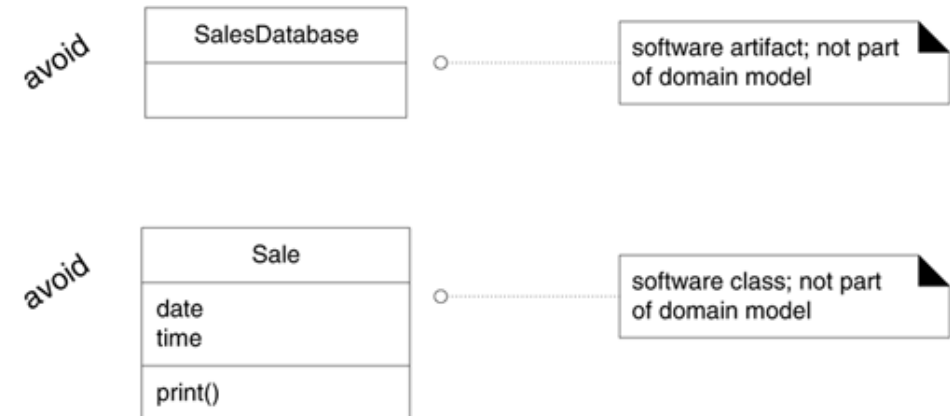 avoid
SalesDatabase
software artifact; not part
of domain model
avoid
Sale
date
time
print()
software class; not part
of domain model